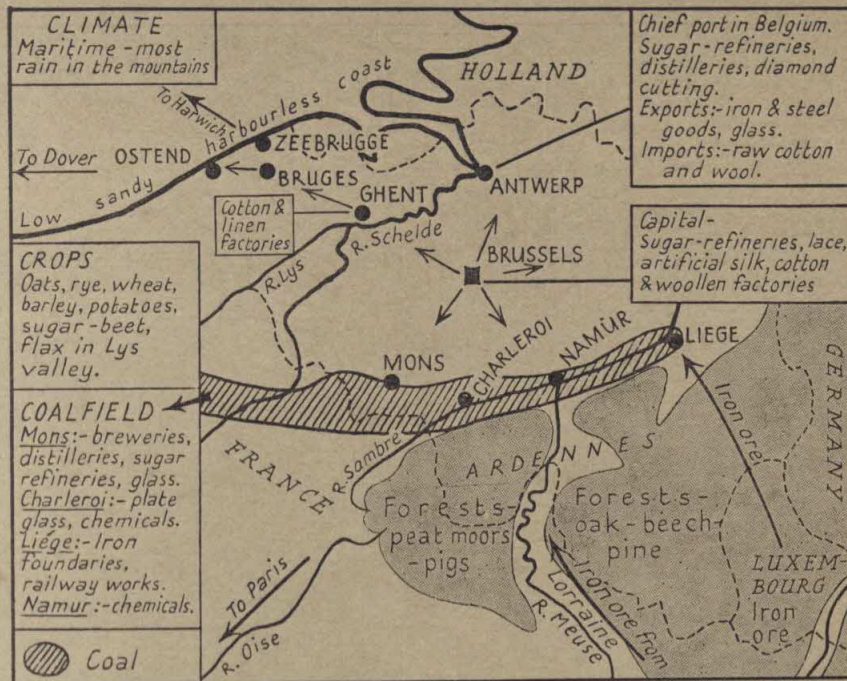 CLIMATE
Maritime - most
rain in the mountains
Chief port in Belgium.
Sugar-refineries,
distilleries, diamond
cutting.
Exports:-iron & steel
goods, glass.
Imports:-raw cotton
and wool.
HOLLAND
To Harwich
Low sandy harbourless coast
ZEEBRUGGE
To Dover
OSTEND
BRUGES
ANTWERP
GHENT
Cotton &
linen
factories
R. Schelde
R. Lys
BRUSSELS
Capital-
Sugar-refineries, lace,
artificial silk, cotton
& woollen factories
CROPS
Oats, rye, wheat,
barley, potatoes,
sugar-beet,
flax in Lys
valley.
MONS
CHARLEROI
NAMÜR
LIEGE
GERMANY
COALFIELD
Mons:- breweries,
distilleries, sugar
refineries, glass.
Charleroi:- plate
glass, chemicals.
Liége:- Iron
foundaries,
railway works.
Namur:-chemicals.
FRANCE
R. Sambre
ARDENNES
Iron ore
Forests-
peat moors
-pigs
Forests-
oak-beech-
pine
LUXEM-
BOURG
Iron
ore
To Paris
R. Oise
R. Meuse
Iron ore from
Lorraine
Coal